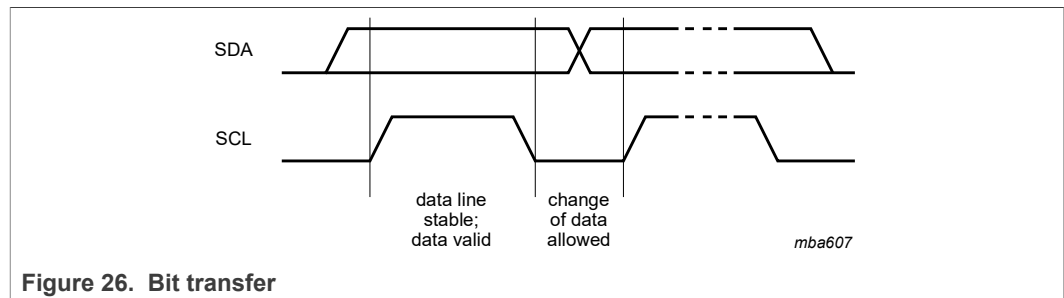 SDA
SCL
data line
stable;
data valid
change
of data
allowed
mba607
Figure 26. Bit transfer